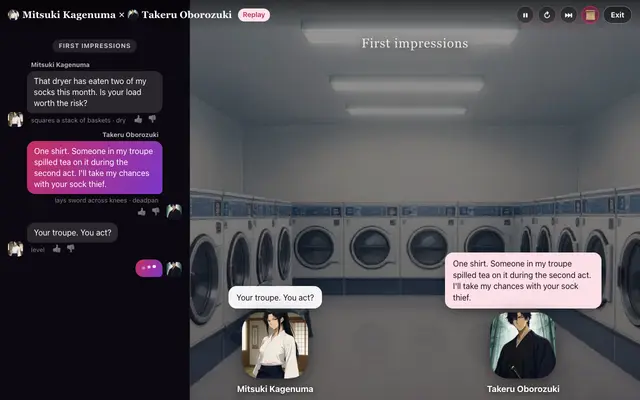 Mitsuki Kagenuma × Takeru Oborozuki Replay
Exit
FIRST IMPRESSIONS
Mitsuki Kagenuma
That dryer has eaten two of my
socks this month. Is your load
worth the risk?
squares a stack of baskets · dry
Takeru Oborozuki
One shirt. Someone in my troupe
spilled tea on it during the
second act. I'll take my chances
with your sock thief.
lays sword across knees · deadpan
Your troupe. You act?
level
First impressions
One shirt. Someone in my troupe
spilled tea on it during the second act.
I'll take my chances with your sock
thief.
Your troupe. You act?
Mitsuki Kagenuma
Takeru Oborozuki